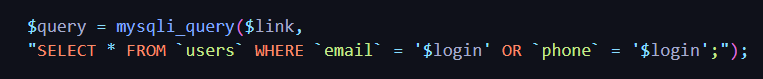 $query = mysqli_query($link,
"SELECT * FROM `users` WHERE `email` = '$login' OR `phone` = '$login';");